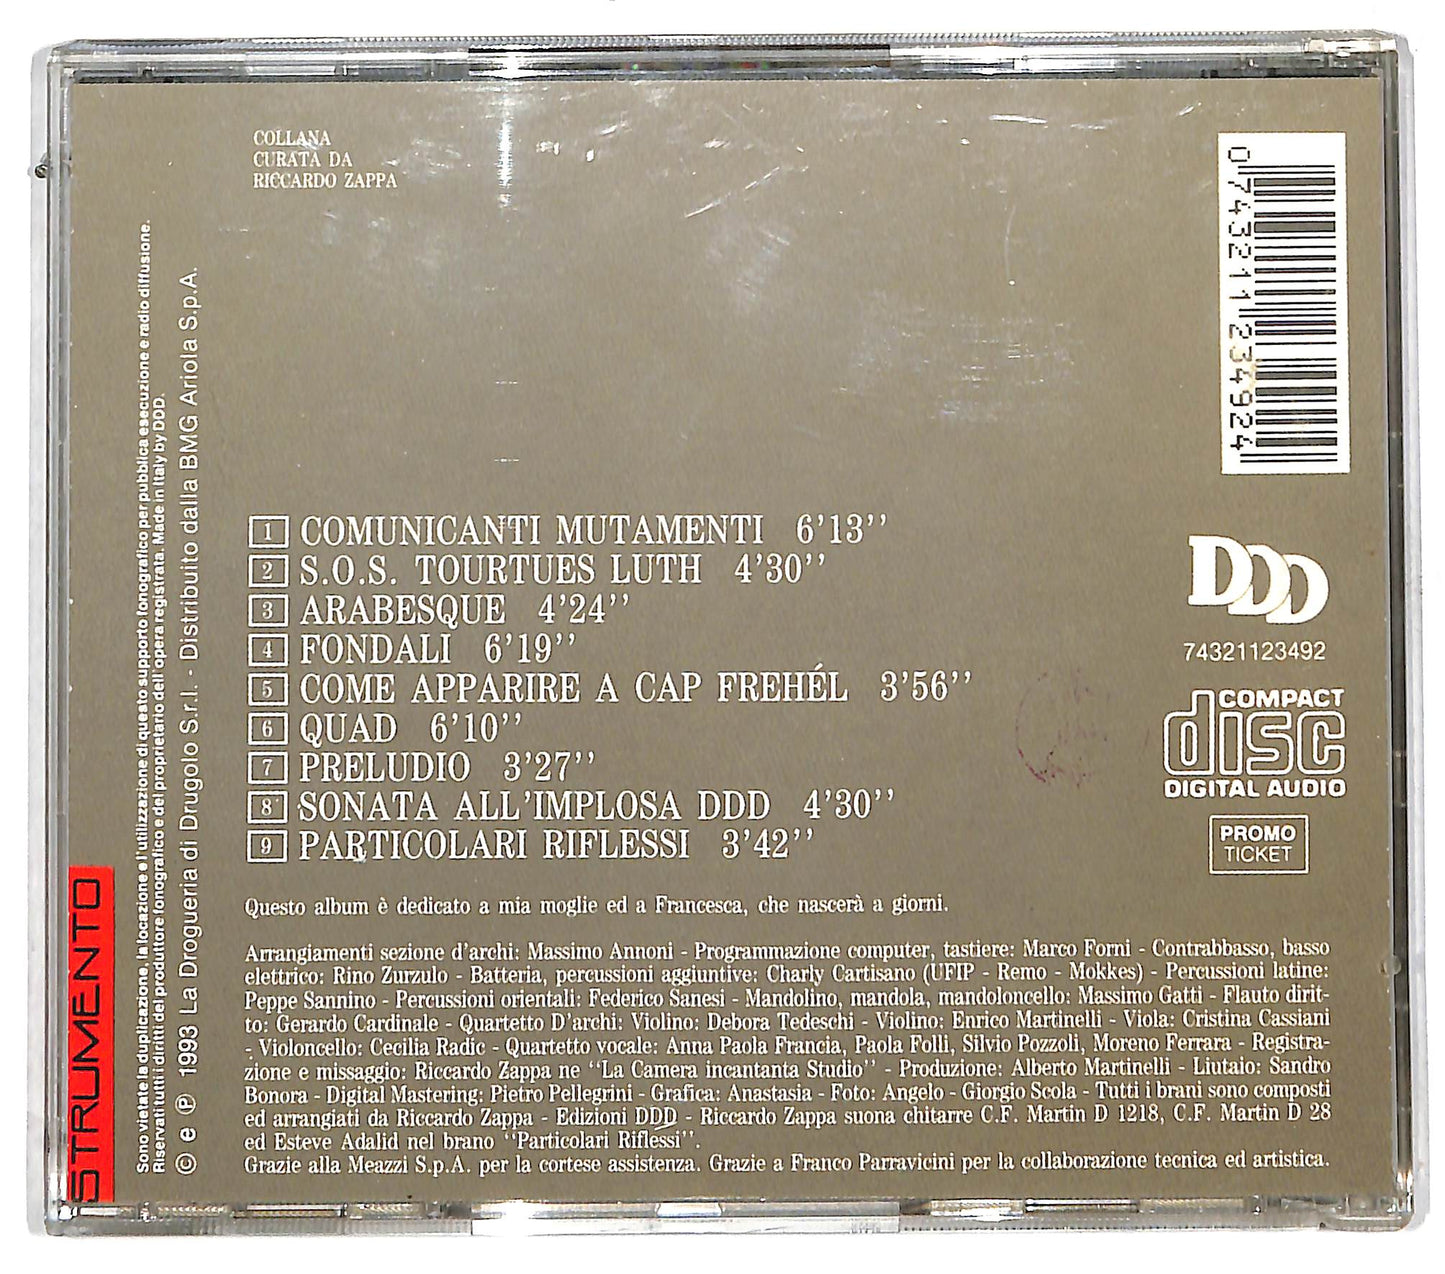 COLLANA
CURATA DA
RICCARDO ZAPPA
0 743211 234924
1 COMUNICANTI MUTAMENTI 6'13''
2 S.O.S. TOURTUES LUTH 4'30''
3 ARABESQUE 4'24''
4 FONDALI 6'19''
5 COME APPARIRE A CAP FREHÉL 3'56''
6 QUAD 6'10''
7 PRELUDIO 3'27''
8 SONATA ALL'IMPLOSA DDD 4'30''
9 PARTICOLARI RIFLESSI 3'42''
DDD
74321123492
COMPACT
disc
DIGITAL AUDIO
PROMO
TICKET
Questo album è dedicato a mia moglie ed a Francesca, che nascerà a giorni.
Arrangiamenti sezione d'archi: Massimo Annoni - Programmazione computer, tastiere: Marco Forni - Contrabbasso, basso
elettrico: Rino Zurzulo - Batteria, percussioni aggiuntive: Charly Cartisano (UFIP - Remo - Mokkes) - Percussioni latine:
Peppe Sannino - Percussioni orientali: Federico Sanesi - Mandolino, mandola, mandoloncello: Massimo Gatti - Flauto dirit-
to: Gerardo Cardinale - Quartetto D'archi: Violino: Debora Tedeschi - Violino: Enrico Martinelli - Viola: Cristina Cassiani
- Violoncello: Cecilia Radic - Quartetto vocale: Anna Paola Francia, Paola Folli, Silvio Pozzoli, Moreno Ferrara - Registra-
zione e missaggio: Riccardo Zappa ne "La Camera incantanta Studio" - Produzione: Alberto Martinelli - Liutaio: Sandro
Bonora - Digital Mastering: Pietro Pellegrini - Grafica: Anastasia - Foto: Angelo - Giorgio Scola - Tutti i brani sono composti
ed arrangiati da Riccardo Zappa - Edizioni DDD - Riccardo Zappa suona chitarre C.F. Martin D 1218, C.F. Martin D 28
ed Esteve Adalid nel brano "Particolari Riflessi".
Grazie alla Meazzi S.p.A. per la cortese assistenza. Grazie a Franco Parravicini per la collaborazione tecnica ed artistica.
Sono vietate la duplicazione, la locazione e l'utilizzazione di questo supporto fonografico per pubblica esecuzione e radio diffusione.
Riservati tutti i diritti del produttore fonografico e del proprietario dell'opera registrata. Made in Italy by DDD.
© e ℗ 1993 La Drogueria di Drugolo S.r.l. - Distribuito dalla BMG Ariola S.p.A.
STRUMENTO